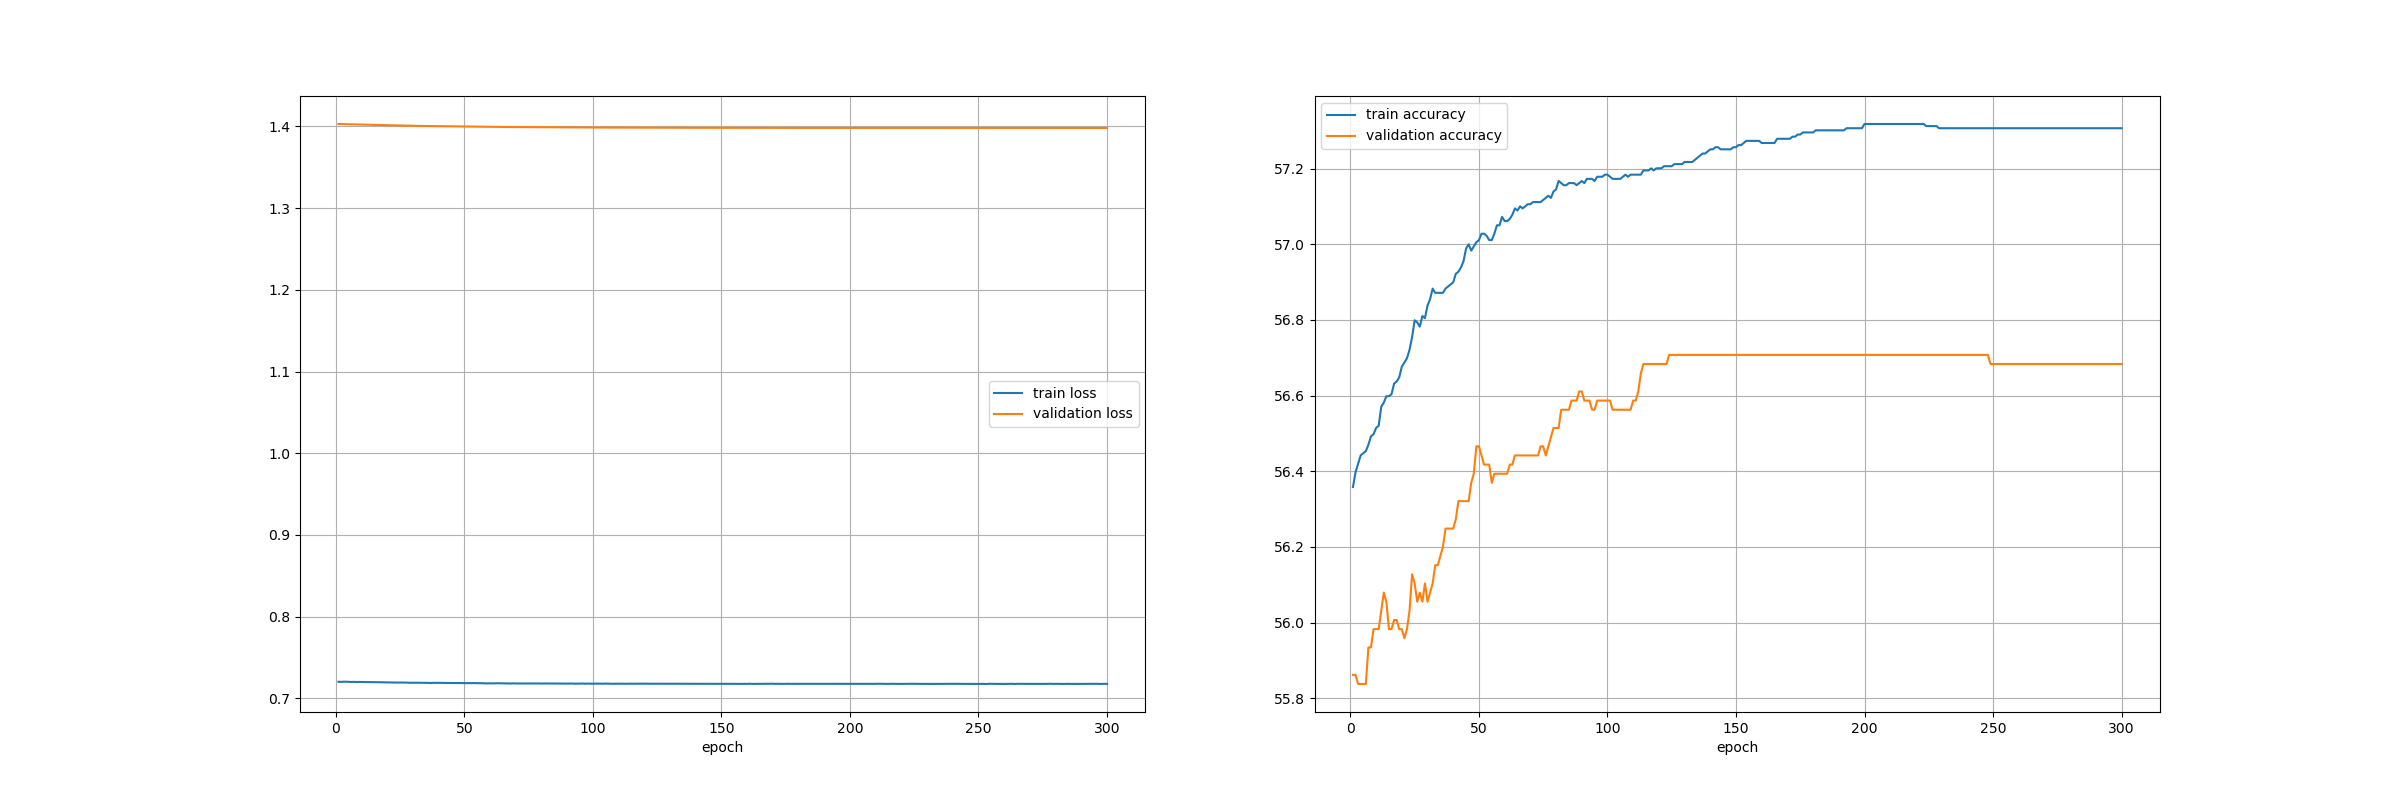 1.4
1.3
1.2
1.1
1.0
0.9
0.8
0.7
0 50 100 150 200 250 300
epoch
train loss
validation loss
train accuracy
validation accuracy
57.2
57.0
56.8
56.6
56.4
56.2
56.0
55.8
0 50 100 150 200 250 300
epoch